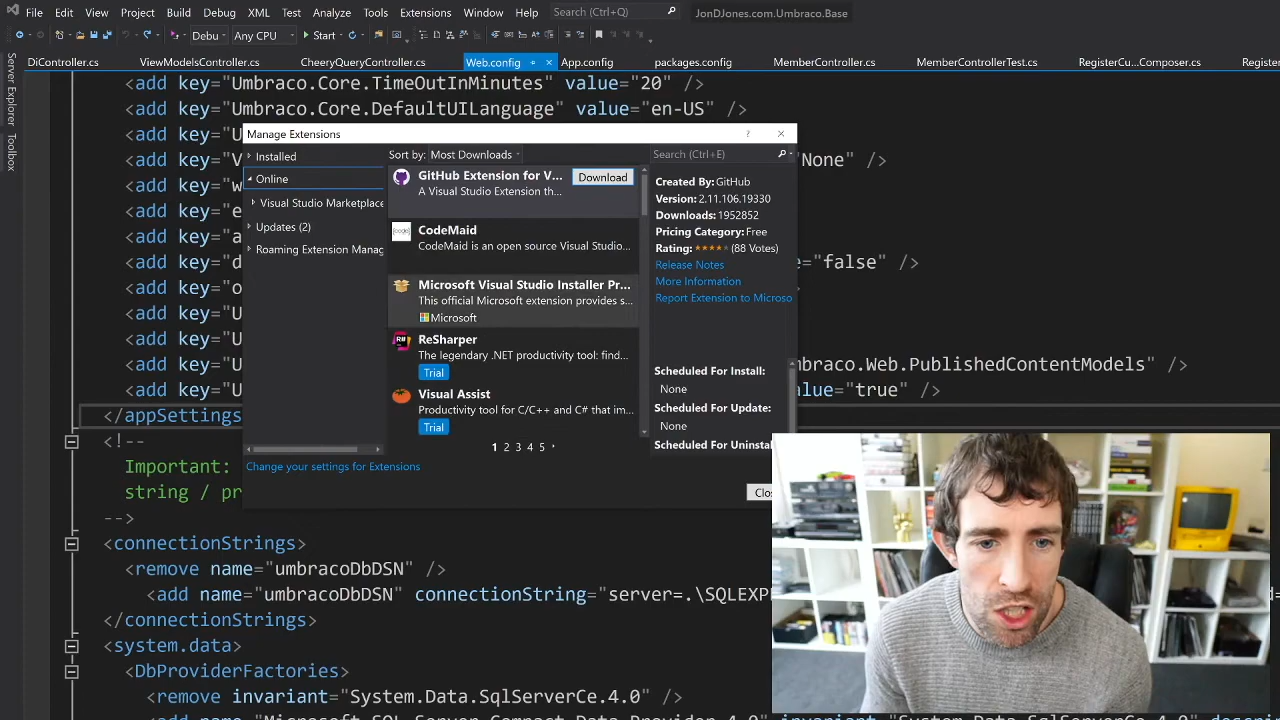 File Edit View Project Build Debug XML Test Analyze Tools Extensions Window Help Search (Ctrl+Q) JonDJones.com.Umbraco.Base
Debu Any CPU Start
DiController.cs ViewModelsController.cs CheeryQueryController.cs Web.config App.config packages.config MemberController.cs MemberControllerTest.cs RegisterCu...Composer.cs Registe
Server Explorer
Toolbox
<add key="Umbraco.Core.TimeOutInMinutes" value="20" />
<add key="Umbraco.Core.DefaultUILanguage" value="en-US" />
<add key="U
<add key="V "None" />
<add key="w
<add key="e
<add key="a
<add key="d ="false" />
<add key="o
<add key="U
<add key="U
<add key="U mbraco.Web.PublishedContentModels" />
<add key="U alue="true" />
</appSettings
<!--
Important:
string / pr
-->
<connectionStrings>
<remove name="umbracoDbDSN" />
<add name="umbracoDbDSN" connectionString="server=.\SQLEXP d=
</connectionStrings>
<system.data>
<DbProviderFactories>
<remove invariant="System.Data.SqlServerCe.4.0" />
Manage Extensions
? ×
Installed
Online
Visual Studio Marketplace
Updates (2)
Roaming Extension Manag
Change your settings for Extensions
Sort by: Most Downloads
GitHub Extension for V... Download
A Visual Studio Extension th...
CodeMaid
CodeMaid is an open source Visual Studio...
Microsoft Visual Studio Installer Pr...
This official Microsoft extension provides s...
Microsoft
ReSharper
The legendary .NET productivity tool: find...
Trial
Visual Assist
Productivity tool for C/C++ and C# that im...
Trial
1 2 3 4 5
Search (Ctrl+E)
Created By: GitHub
Version: 2.11.106.19330
Downloads: 1952852
Pricing Category: Free
Rating: (88 Votes)
Release Notes
More Information
Report Extension to Microso
Scheduled For Install:
None
Scheduled For Update:
None
Scheduled For Uninstal
Clo